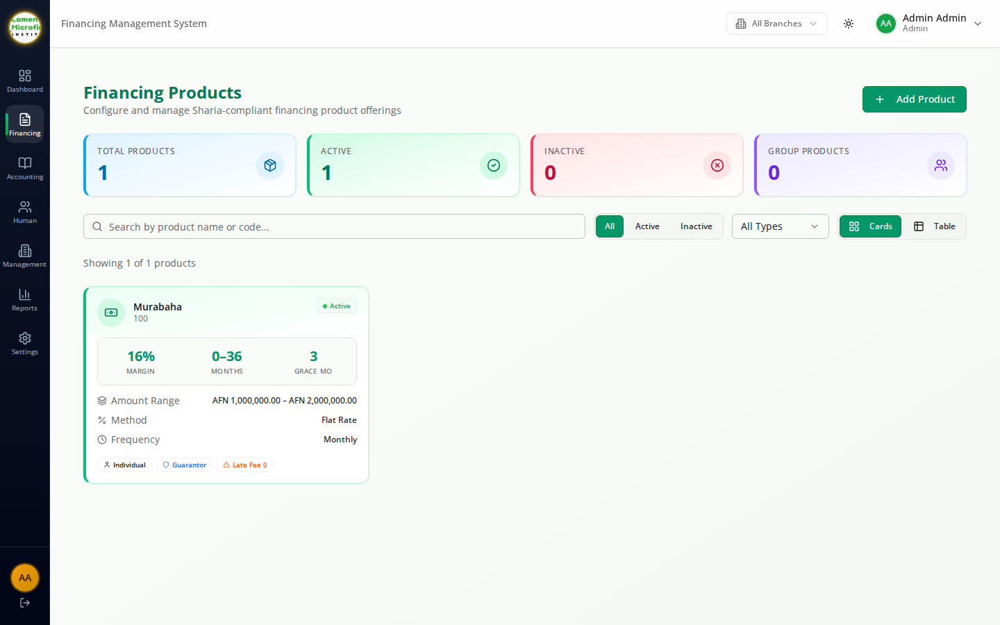 Lamen
Microfi
INSTIT
Financing Management System
All Branches
AA
Admin Admin
Admin
Dashboard
Financing
Accounting
Human
Management
Reports
Settings
AA
Financing Products
Configure and manage Sharia-compliant financing product offerings
Add Product
TOTAL PRODUCTS
1
ACTIVE
1
INACTIVE
0
GROUP PRODUCTS
0
Search by product name or code...
All
Active
Inactive
All Types
Cards
Table
Showing 1 of 1 products
Murabaha
100
Active
16%
MARGIN
0–36
MONTHS
3
GRACE MO
Amount Range
AFN 1,000,000.00 – AFN 2,000,000.00
Method
Flat Rate
Frequency
Monthly
Individual
Guarantor
Late Fee 0